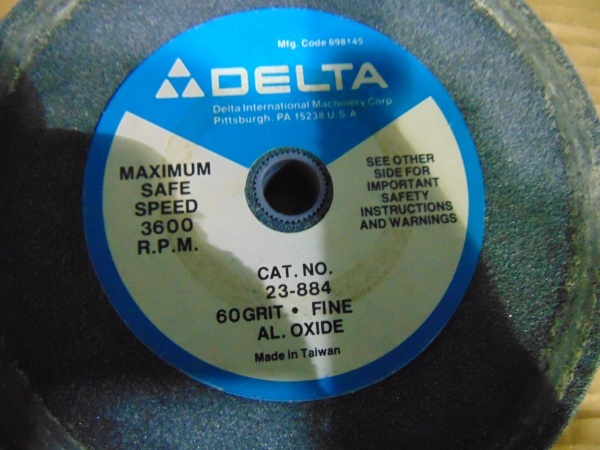 Mfg. Code 698145
DELTA
Delta International Machinery Corp.
Pittsburgh, PA 15238 U.S.A.
MAXIMUM
SAFE
SPEED
3600
R.P.M.
SEE OTHER
SIDE FOR
IMPORTANT
SAFETY
INSTRUCTIONS
AND WARNINGS
CAT. NO.
23-884
60 GRIT • FINE
AL. OXIDE
Made in Taiwan